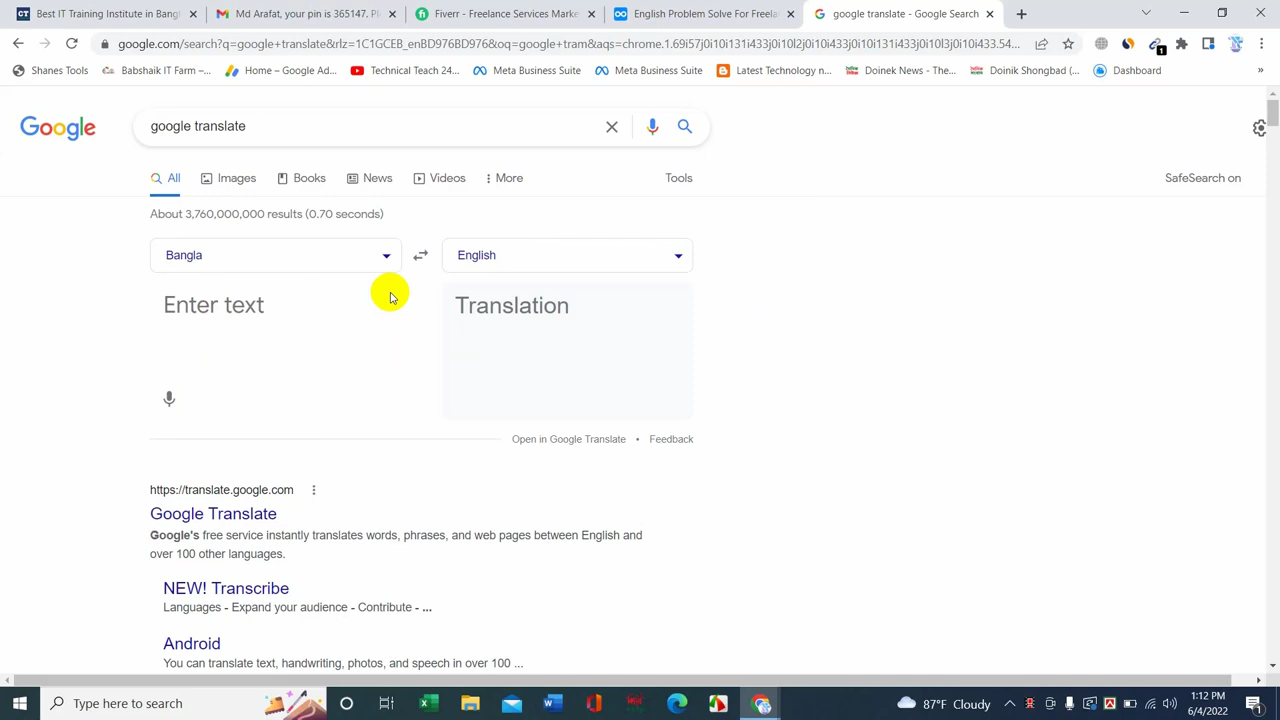 Best IT Training Institute in Bangl
Md Arafat, your pin is 365147. Pl
Fiverr - Freelance Services Marke
English Problem Solve For Freelan
google translate - Google Search
google.com/search?q=google+translate&rlz=1C1GCEB_enBD976BD976&oq=google+tram&aqs=chrome.1.69i57j0i10i131i433j0i10l3j0i10i433j0i10i131i433j0i10l3j0i10i433.54...
Shanes Tools
Babshaik IT Farm –...
Home – Google Ad...
Technical Teach 24...
Meta Business Suite
Meta Business Suite
Latest Technology n...
Doinek News - The...
Doinik Shongbad (...
Dashboard
»
Google
google translate
All
Images
Books
News
Videos
More
Tools
SafeSearch on
About 3,760,000,000 results (0.70 seconds)
Bangla
English
Enter text
Translation
Open in Google Translate • Feedback
https://translate.google.com
Google Translate
Google's free service instantly translates words, phrases, and web pages between English and
over 100 other languages.
NEW! Transcribe
Languages - Expand your audience - Contribute - ...
Android
You can translate text, handwriting, photos, and speech in over 100 ...
Type here to search
87°F Cloudy
1:12 PM
6/4/2022